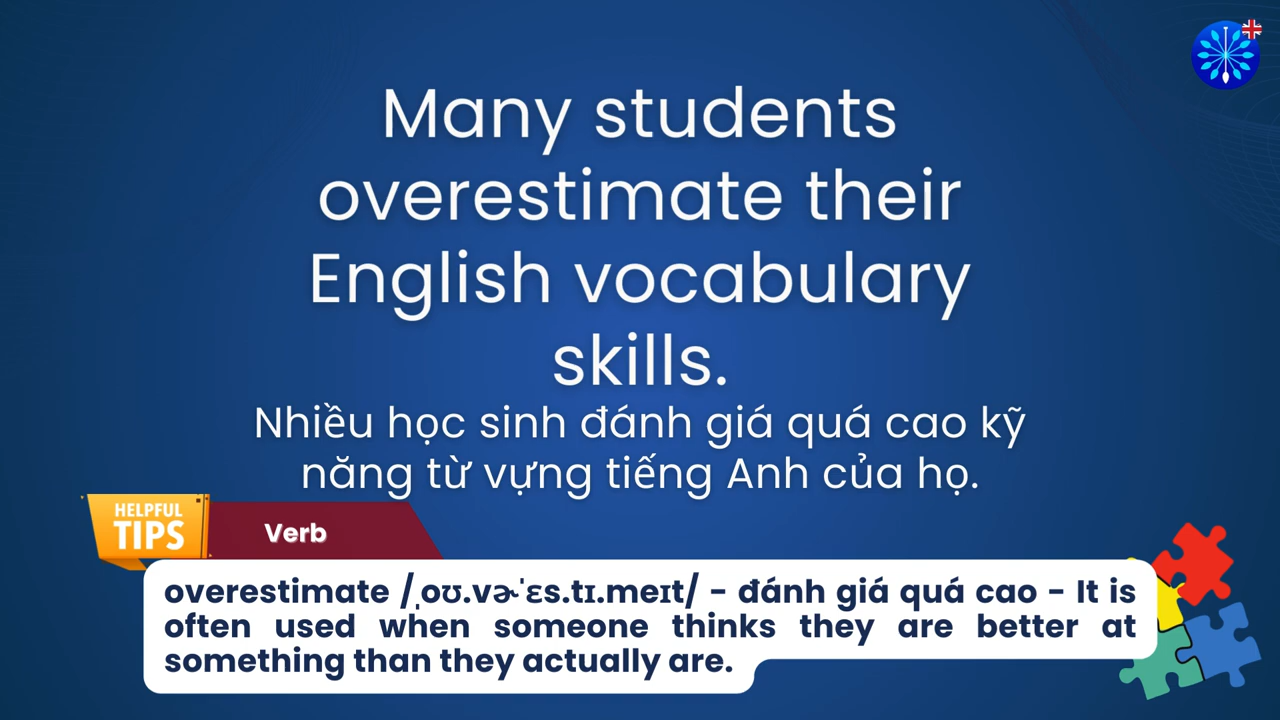 Many students
overestimate their
English vocabulary
skills.
Nhiều học sinh đánh giá quá cao kỹ
năng từ vựng tiếng Anh của họ.
HELPFUL
TIPS
Verb
overestimate /ˌoʊ.vɚˈɛs.tɪ.meɪt/ - đánh giá quá cao - It is
often used when someone thinks they are better at
something than they actually are.